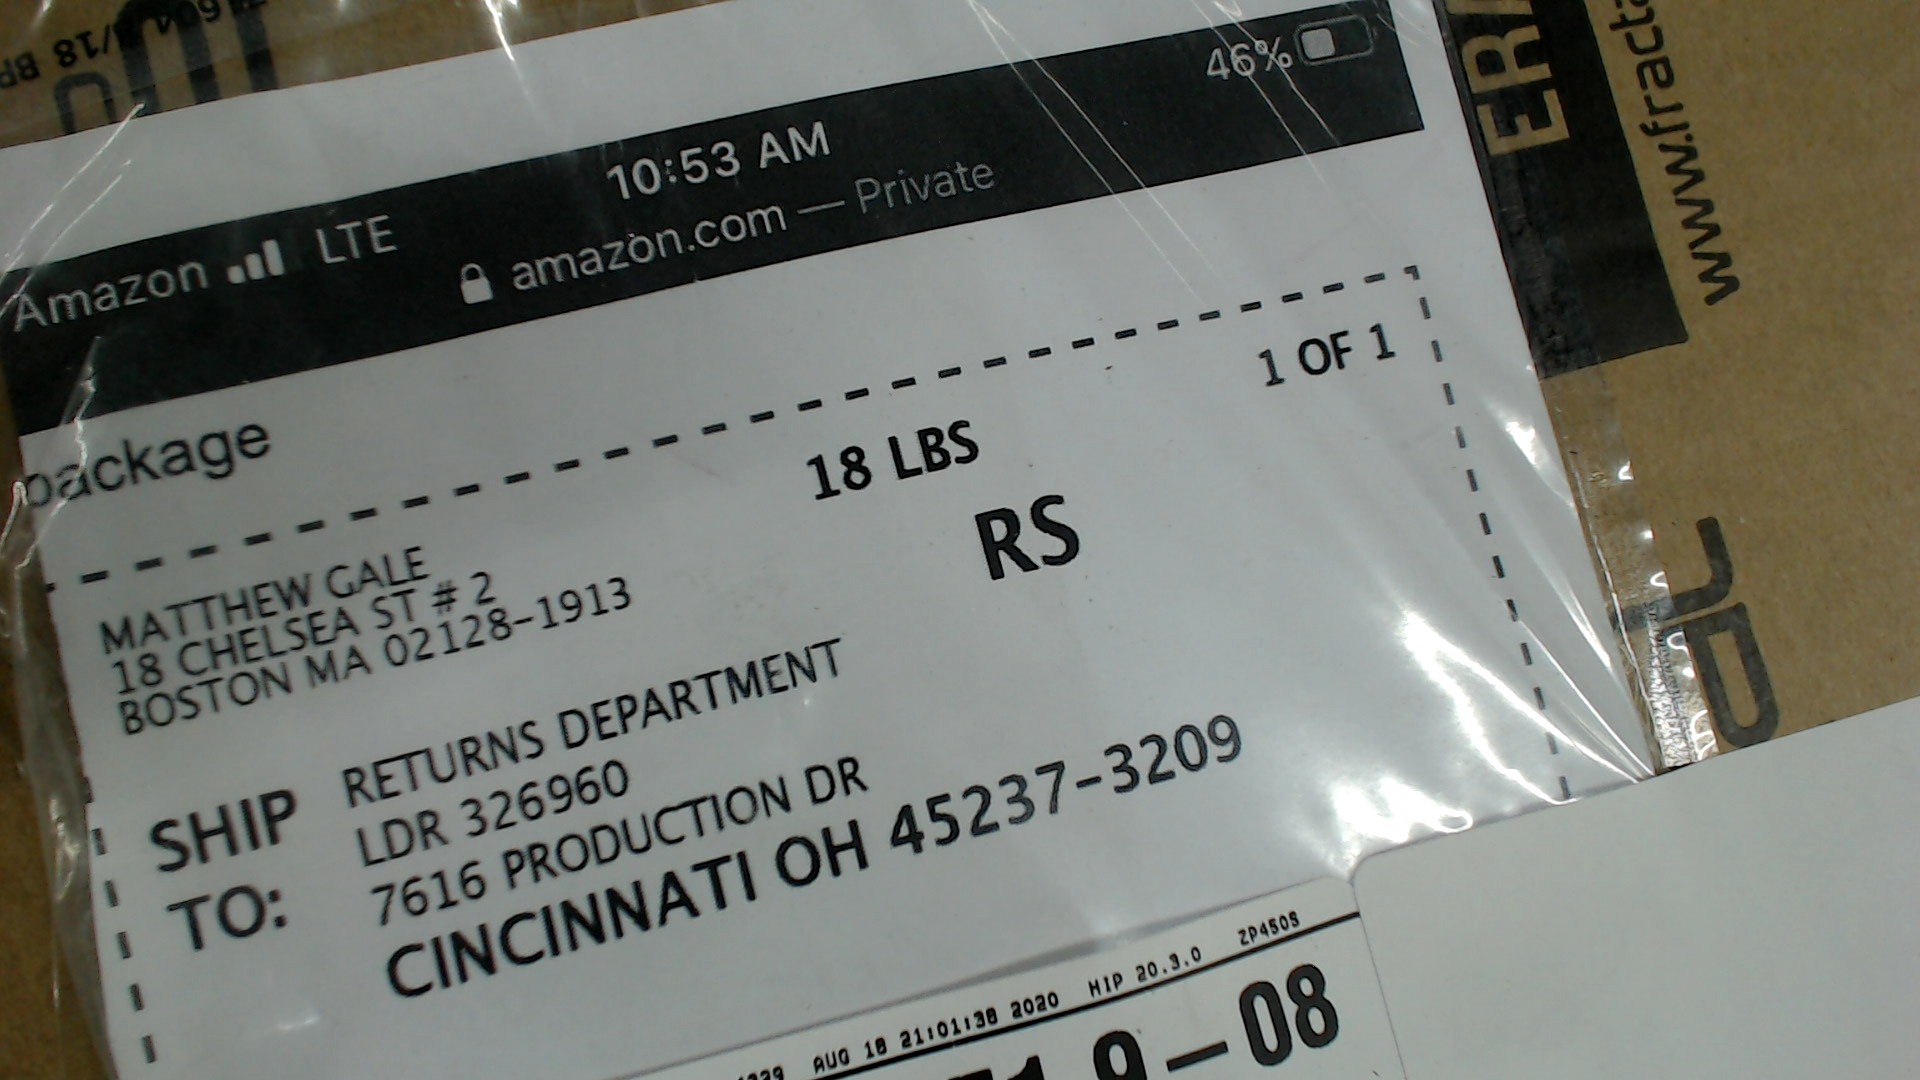 46%
10:53 AM
Amazon LTE
amazon.com — Private
package
1 OF 1
18 LBS
RS
MATTHEW GALE
18 CHELSEA ST # 2
BOSTON MA 02128-1913
SHIP TO:
RETURNS DEPARTMENT
LDR 326960
7616 PRODUCTION DR
CINCINNATI OH 45237-3209
AUG 18 21:01:38 2020 HIP 20.3.0 ZP450S
9-08
www.fract